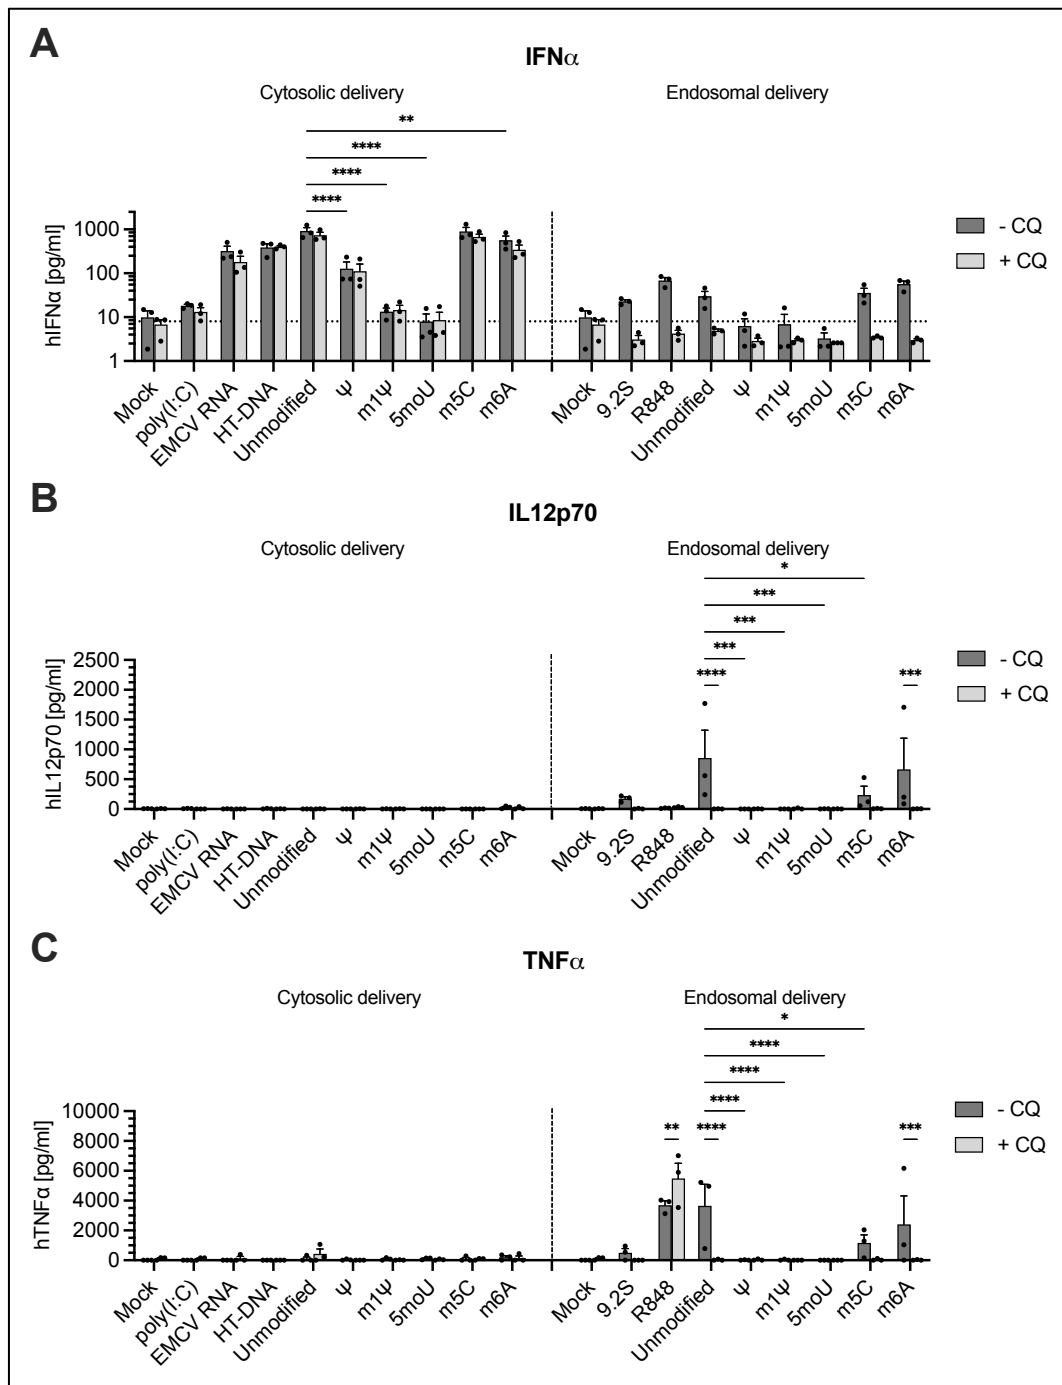 A
IFNα
Cytosolic delivery
Endosomal delivery
**
****
****
****
hIFNα [pg/ml]
1000
100
10
1
- CQ
+ CQ
Mock
poly(I:C)
EMCV RNA
HT-DNA
Unmodified
Ψ
m1Ψ
5moU
m5C
m6A
Mock
9.2S
R848
Unmodified
Ψ
m1Ψ
5moU
m5C
m6A
B
IL12p70
Cytosolic delivery
Endosomal delivery
*
***
***
***
****
***
hIL12p70 [pg/ml]
2500
2000
1500
1000
500
0
- CQ
+ CQ
Mock
poly(I:C)
EMCV RNA
HT-DNA
Unmodified
Ψ
m1Ψ
5moU
m5C
m6A
Mock
9.2S
R848
Unmodified
Ψ
m1Ψ
5moU
m5C
m6A
C
TNFα
Cytosolic delivery
Endosomal delivery
*
****
****
****
**
****
***
hTNFα [pg/ml]
10000
8000
6000
4000
2000
0
- CQ
+ CQ
Mock
poly(I:C)
EMCV RNA
HT-DNA
Unmodified
Ψ
m1Ψ
5moU
m5C
m6A
Mock
9.2S
R848
Unmodified
Ψ
m1Ψ
5moU
m5C
m6A